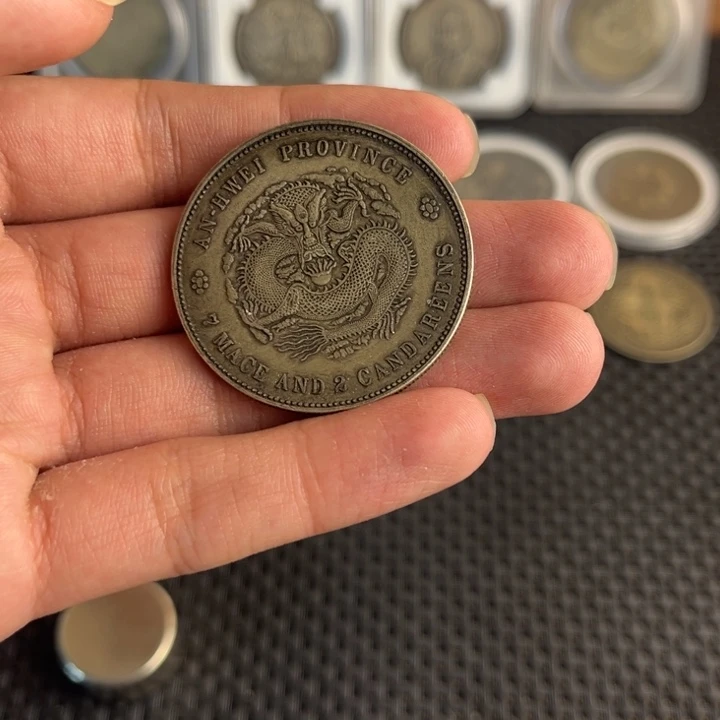 AN-HWEI PROVINCE
7 MACE AND 2 CANDAREENS